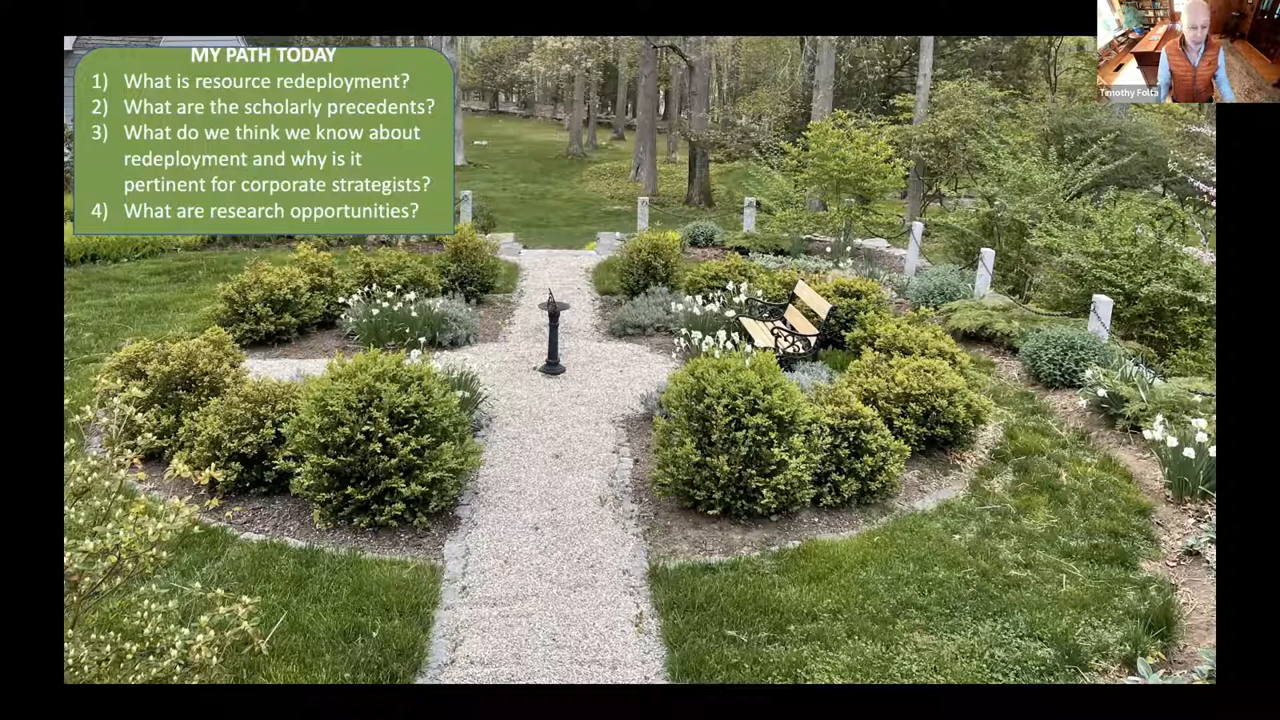 MY PATH TODAY
1) What is resource redeployment?
2) What are the scholarly precedents?
3) What do we think we know about
redeployment and why is it
pertinent for corporate strategists?
4) What are research opportunities?
Timothy Folta